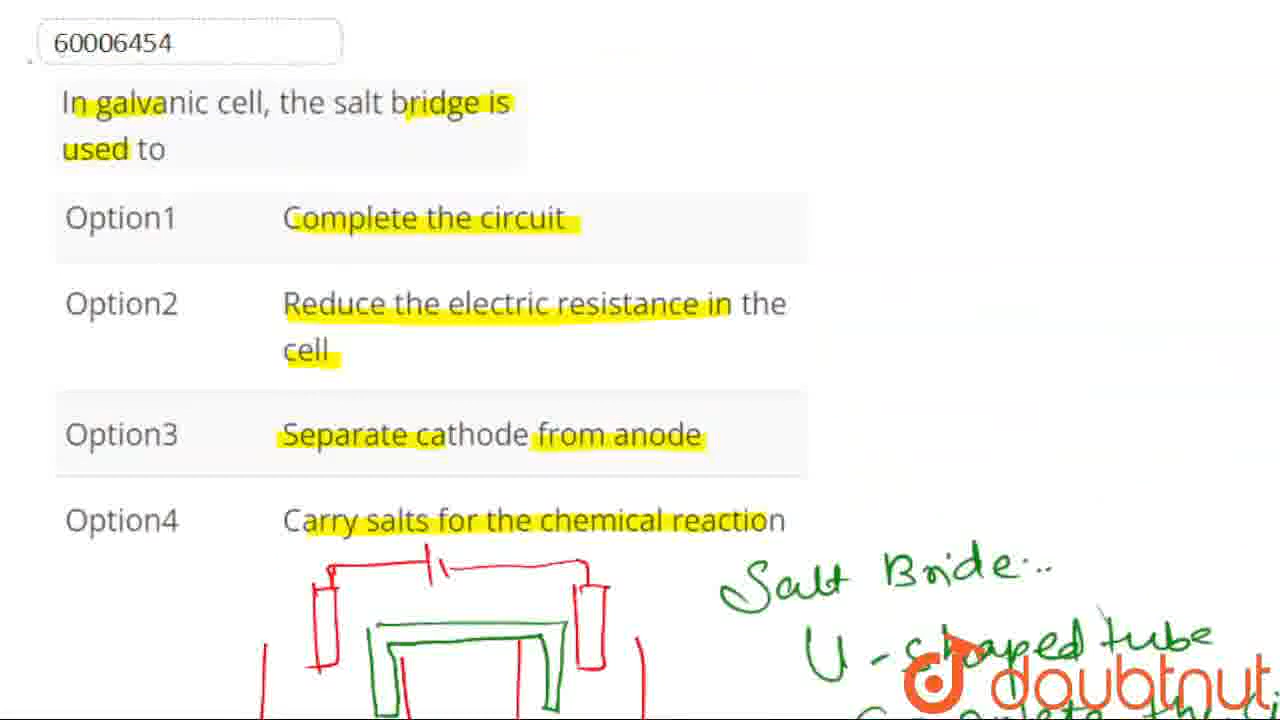 60006454
In galvanic cell, the salt bridge is
used to
Option1 Complete the circuit
Option2 Reduce the electric resistance in the
cell
Option3 Separate cathode from anode
Option4 Carry salts for the chemical reaction
Salt Bride...
U-shaped tube
doubtnut